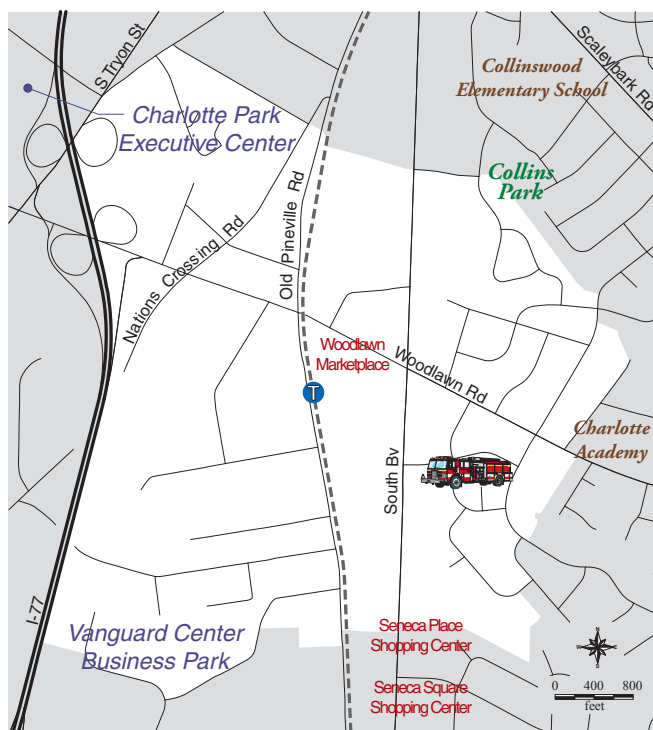 S Tryon St
Scaleybark Rd
Collinswood
Elementary School
Charlotte Park
Executive Center
Collins
Park
Old Pineville Rd
Nations Crossing Rd
Woodlawn
Marketplace
Woodlawn Rd
T
Charlotte
Academy
South Bv
I-77
Vanguard Center
Business Park
Seneca Place
Shopping Center
Seneca Square
Shopping Center
N
W E
S
0 400 800
feet